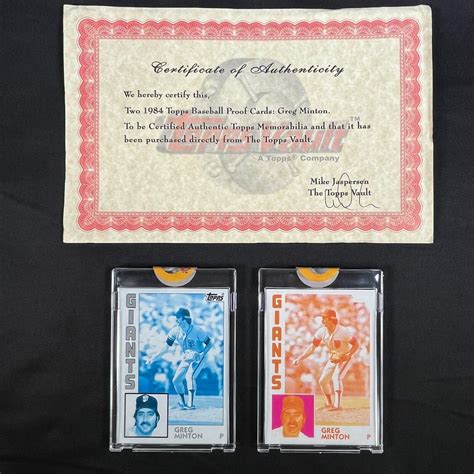 Certificate of Authenticity
We hereby certify this,
Two 1984 Topps Baseball Proof Cards: Greg Minton.
To be Certified Authentic Topps Memorabilia and that it has
been purchased directly from The Topps Vault.
A Topps® Company
Mike Jaspersen
The Topps Vault
Topps
GIANTS
GREG
MINTON
P
GIANTS
GREG
MINTON
P